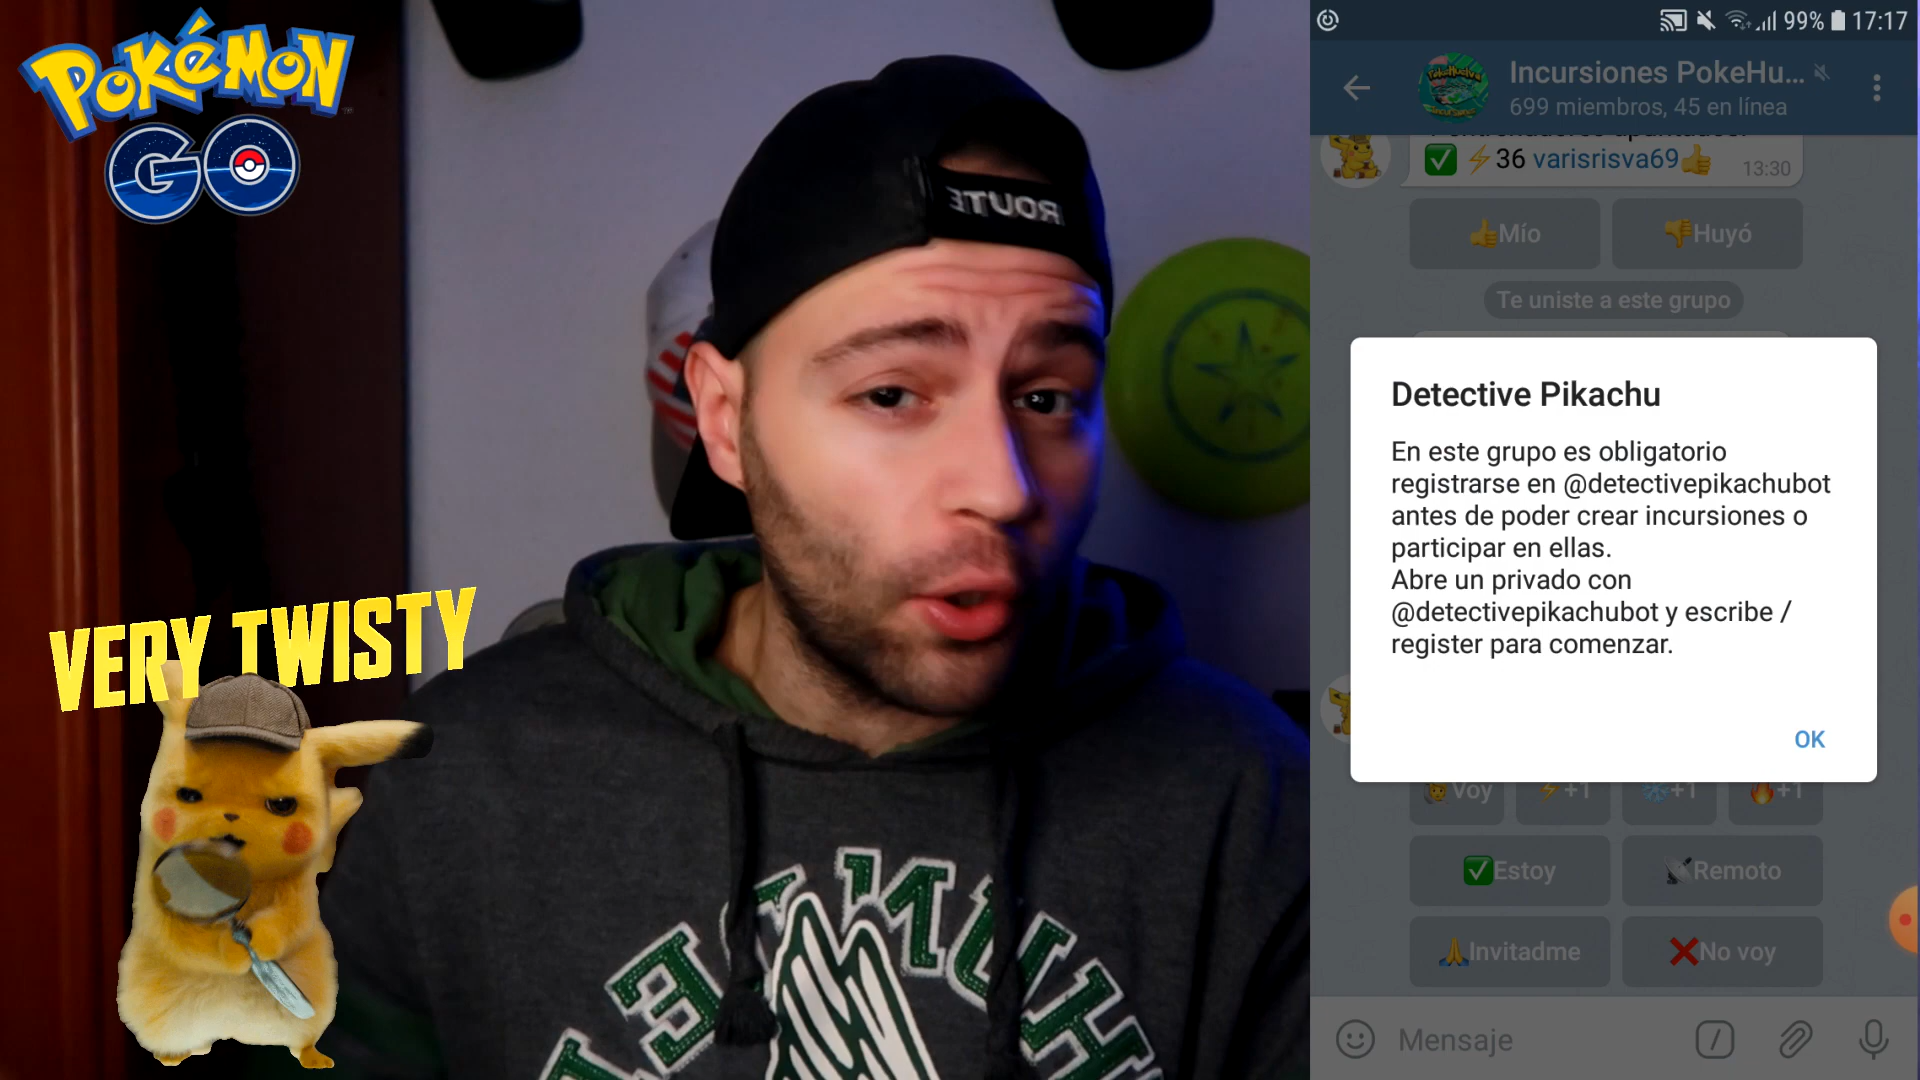 POKÉMON
GO
ROUTE
VERY TWISTY
99% 17:17
Incursiones PokeHu...
699 miembros, 45 en línea
36 varisrisva69
13:30
Mío
Huyó
Te uniste a este grupo
Detective Pikachu
En este grupo es obligatorio
registrarse en @detectivepikachubot
antes de poder crear incursiones o
participar en ellas.
Abre un privado con
@detectivepikachubot y escribe /
register para comenzar.
OK
Voy
+1
+1
+1
Estoy
Remoto
Invitadme
No voy
Mensaje